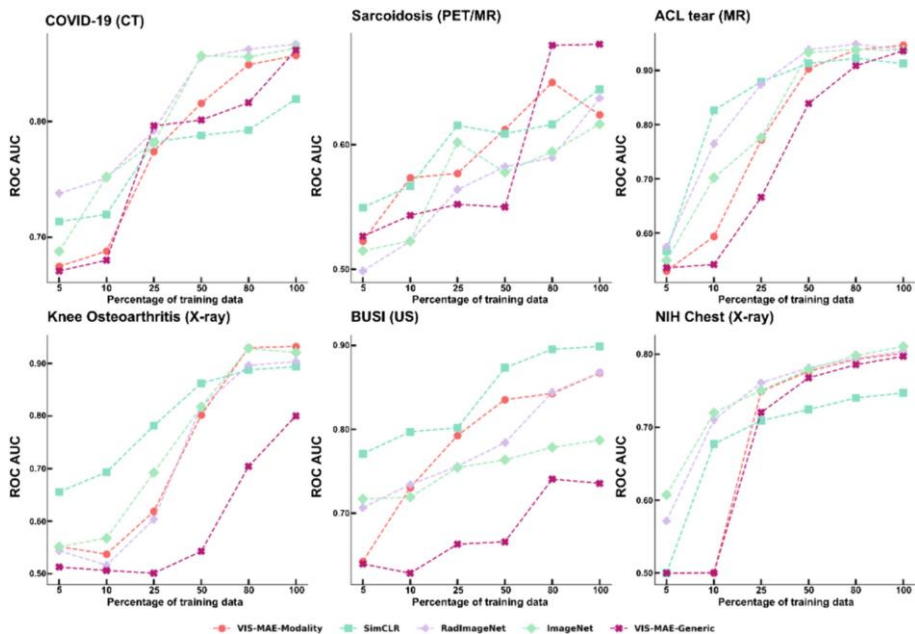 COVID-19 (CT)
Sarcoidosis (PET/MR)
ACL tear (MR)
ROC AUC
0.80
0.70
5 10 25 50 80 100
Percentage of training data
ROC AUC
0.60
0.50
5 10 25 50 80 100
Percentage of training data
ROC AUC
0.90
0.80
0.70
0.60
5 10 25 50 80 100
Percentage of training data
Knee Osteoarthritis (X-ray)
BUSI (US)
NIH Chest (X-ray)
ROC AUC
0.90
0.80
0.70
0.60
0.50
5 10 25 50 80 100
Percentage of training data
ROC AUC
0.90
0.80
0.70
5 10 25 50 80 100
Percentage of training data
ROC AUC
0.80
0.70
0.60
0.50
5 10 25 50 80 100
Percentage of training data
VIS-MAE-Modality SimCLR RadImageNet ImageNet VIS-MAE-Generic